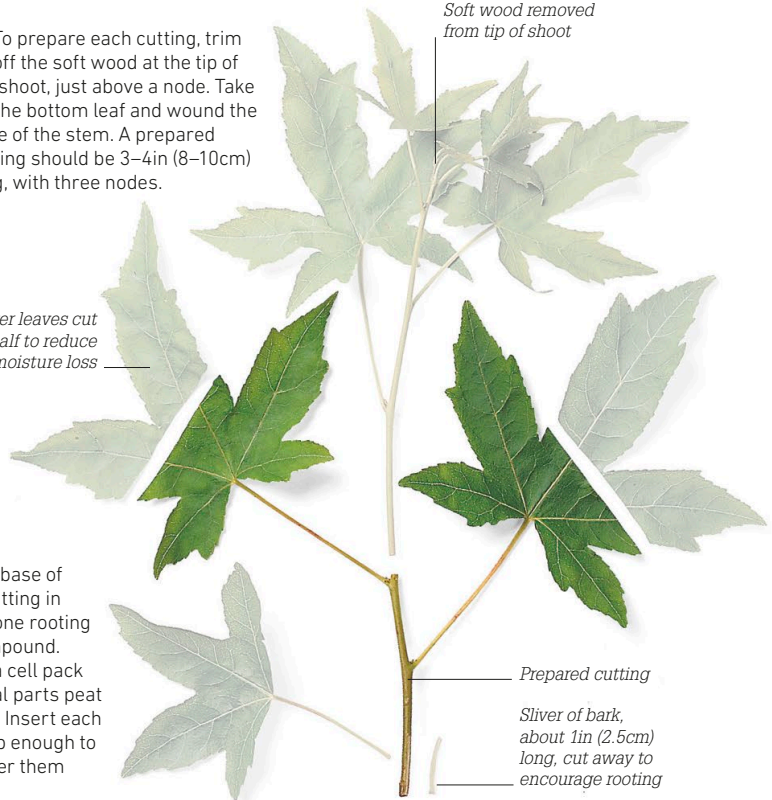 To prepare each cutting, trim
off the soft wood at the tip of
shoot, just above a node. Take
the bottom leaf and wound the
of the stem. A prepared
should be 3–4in (8–10cm)
with three nodes.
Soft wood removed
from tip of shoot
leaves cut
to reduce
moisture loss
base of
in
rooting
cell pack
parts peat
Insert each
enough to
them
Prepared cutting
Sliver of bark,
about 1in (2.5cm)
long, cut away to
encourage rooting